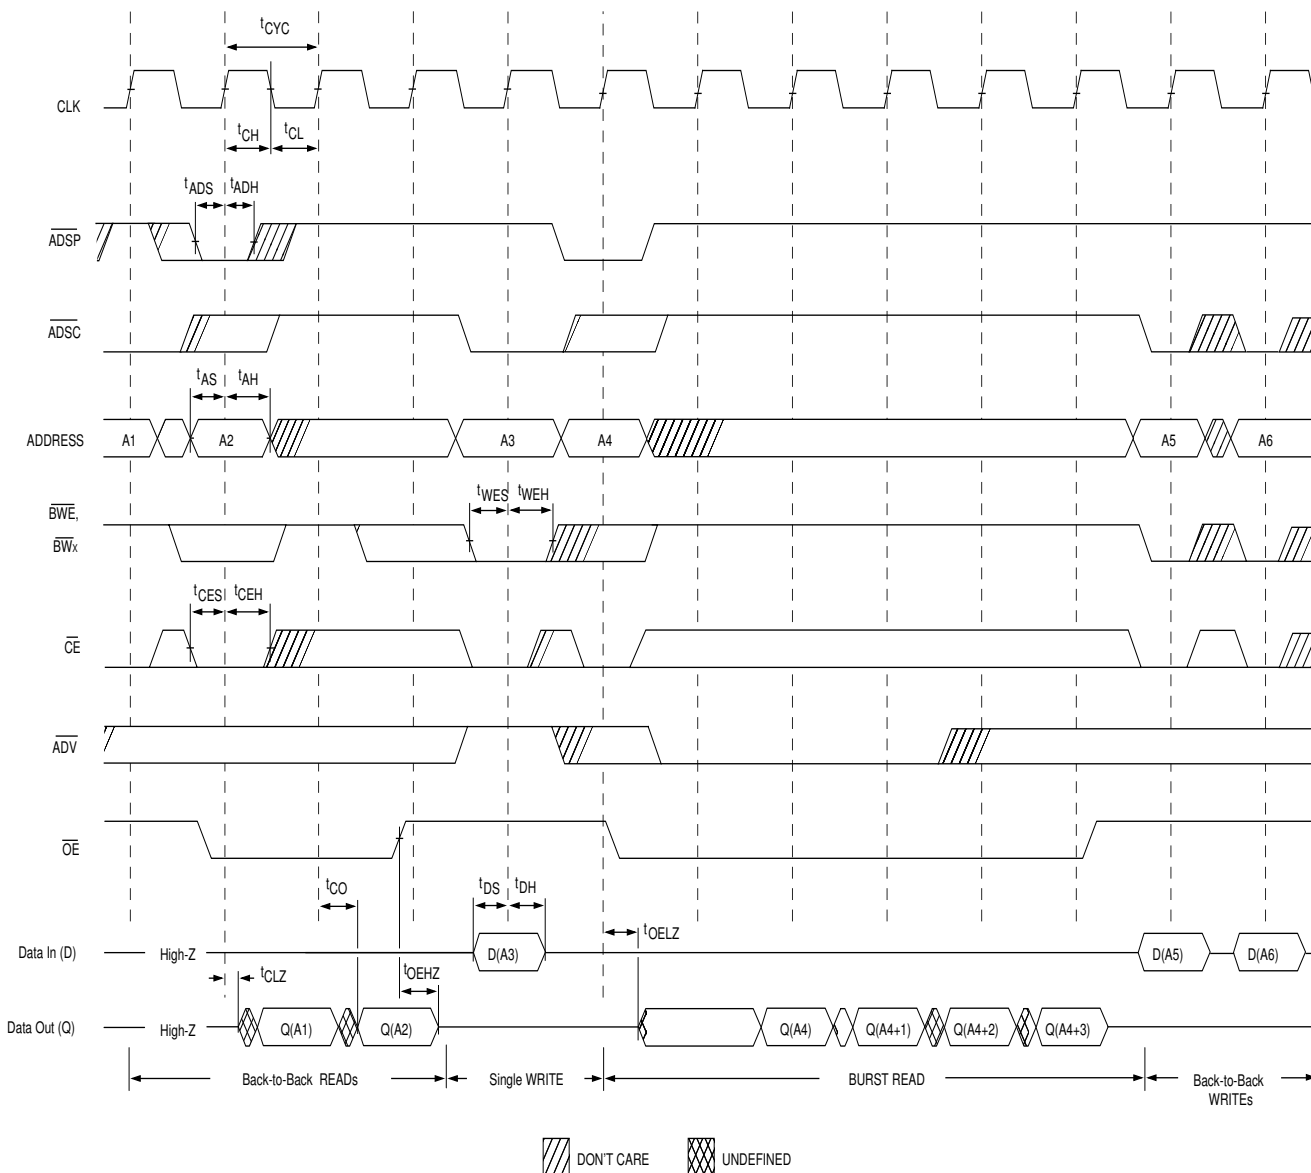 tCYC
CLK
tCH
tCL
tADS
tADH
ADSP
ADSC
tAS
tAH
ADDRESS
A1
A2
A3
A4
A5
A6
tWES
tWEH
BWE,
BWx
tCES
tCEH
CE
ADV
OE
tCO
tDS
tDH
tOELZ
Data In (D)
High-Z
D(A3)
D(A5)
D(A6)
tCLZ
tOEHZ
Data Out (Q)
High-Z
Q(A1)
Q(A2)
Q(A4)
Q(A4+1)
Q(A4+2)
Q(A4+3)
Back-to-Back READs
Single WRITE
BURST READ
Back-to-Back
WRITEs
DON'T CARE
UNDEFINED